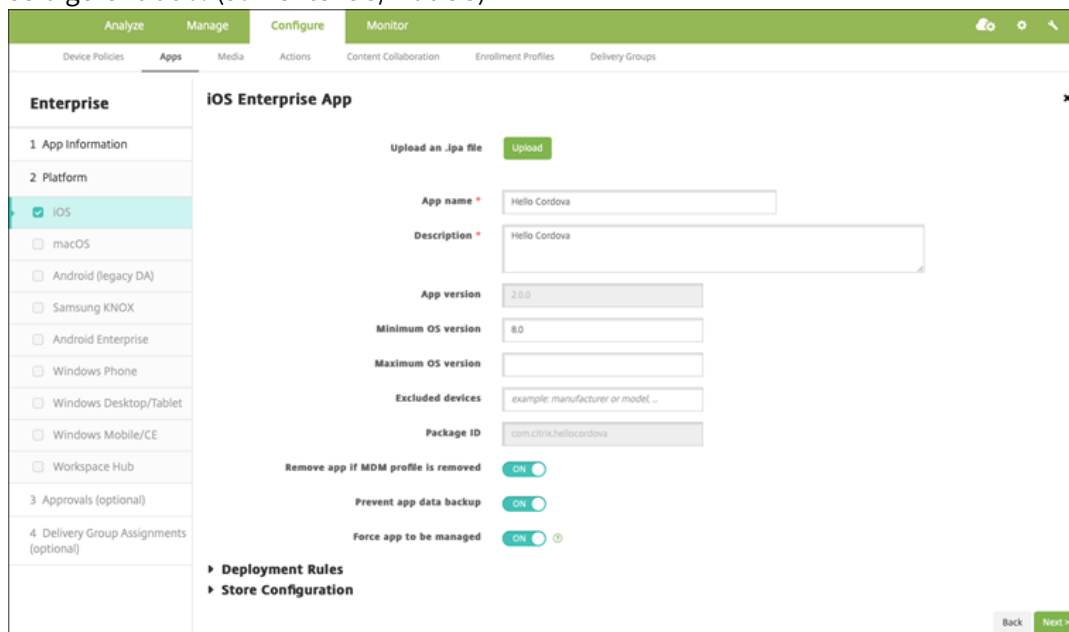 Analyze Manage Configure Monitor
Device Policies Apps Media Actions Content Collaboration Enrollment Profiles Delivery Groups
Enterprise
1 App Information
2 Platform
iOS
macOS
Android (legacy DA)
Samsung KNOX
Android Enterprise
Windows Phone
Windows Desktop/Tablet
Windows Mobile/CE
Workspace Hub
3 Approvals (optional)
4 Delivery Group Assignments
(optional)
iOS Enterprise App
Upload an .ipa file Upload
App name * Hello Cordova
Description * Hello Cordova
App version 2.0.0
Minimum OS version 8.0
Maximum OS version
Excluded devices example: manufacturer or model, ..
Package ID com.citrix.hellocordova
Remove app if MDM profile is removed ON
Prevent app data backup ON
Force app to be managed ON
Deployment Rules
Store Configuration
Back Next >